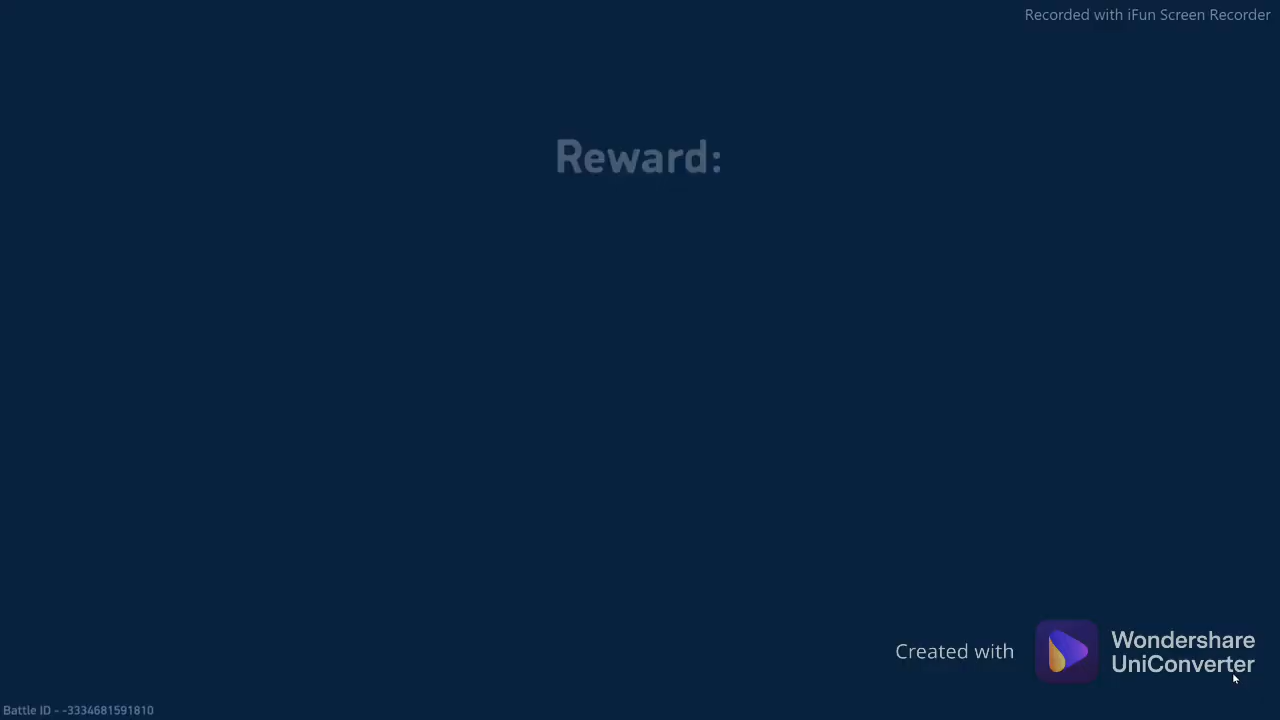 Recorded with iFun Screen Recorder
Reward:
Created with
Wondershare
UniConverter
Battle ID - -3334681591810